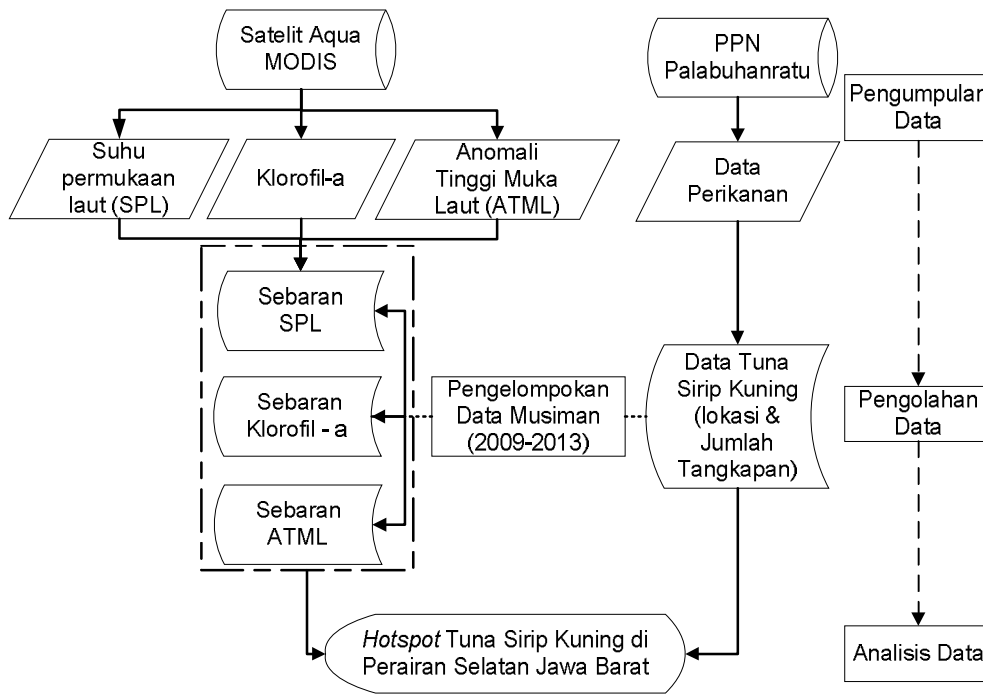 Satelit Aqua
MODIS
PPN
Palabuhanratu
Pengumpular
Data
Suhu
permukaan
laut (SPL)
Klorofil-a
Anomali
Tinggi Muka
Laut (ATML)
Data
Perikanan
Sebaran
SPL
Sebaran
Klorofil - a
Sebaran
ATML
Pengelompokan
Data Musiman
(2009-2013)
Data Tuna
Sirip Kuning
(lokasi &
Jumlah
Tangkapan)
Pengolahan
Data
Hotspot Tuna Sirip Kuning di
Perairan Selatan Jawa Barat
Analisis Data